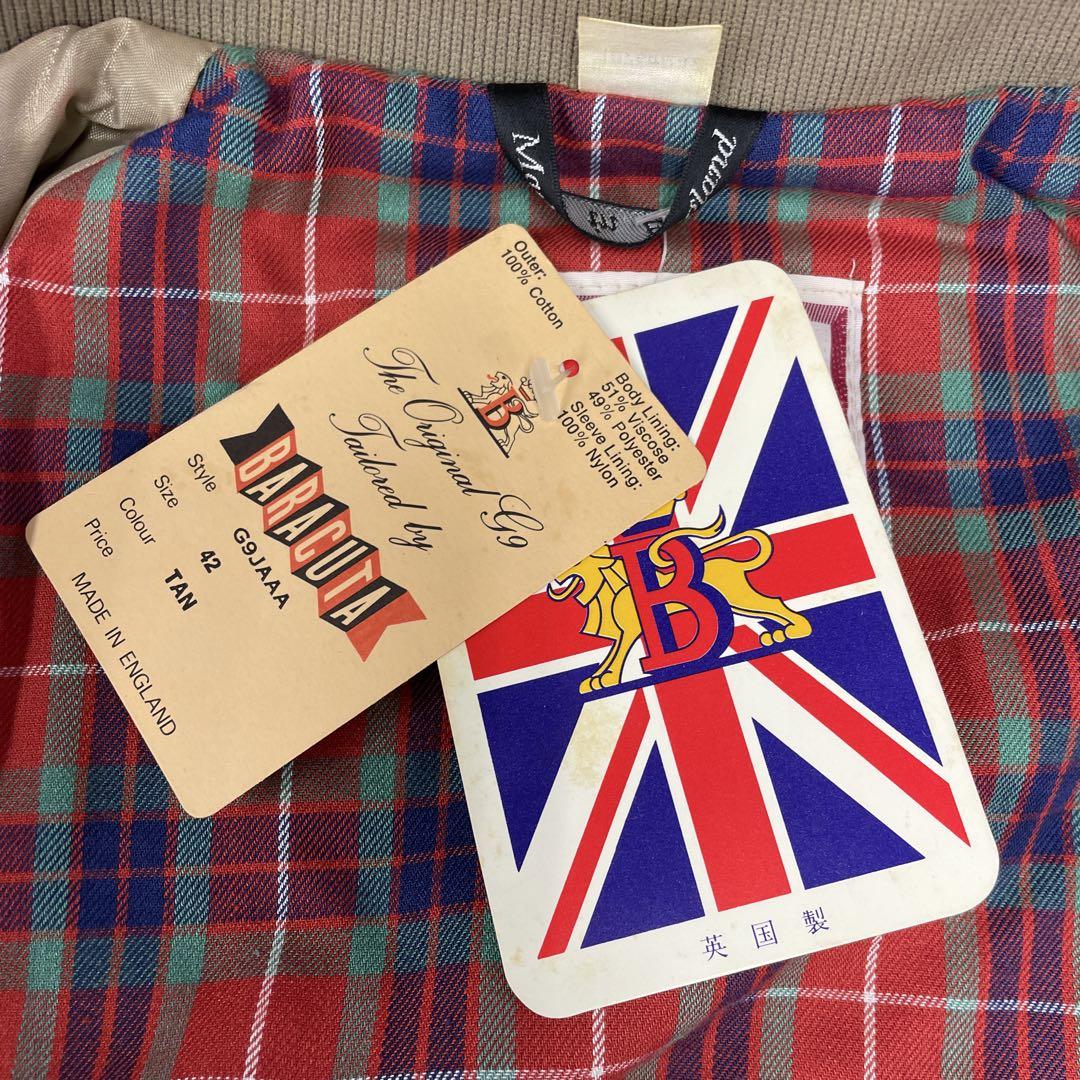 Outer:
100% Cotton
The Original G9
Tailored by
BARACUTA
B
Body Lining:
51% Viscose
49% Polyester
Sleeve Lining:
100% Nylon
Style G9JAAA
Size 42
Colour TAN
Price
MADE IN ENGLAND
B
英国製